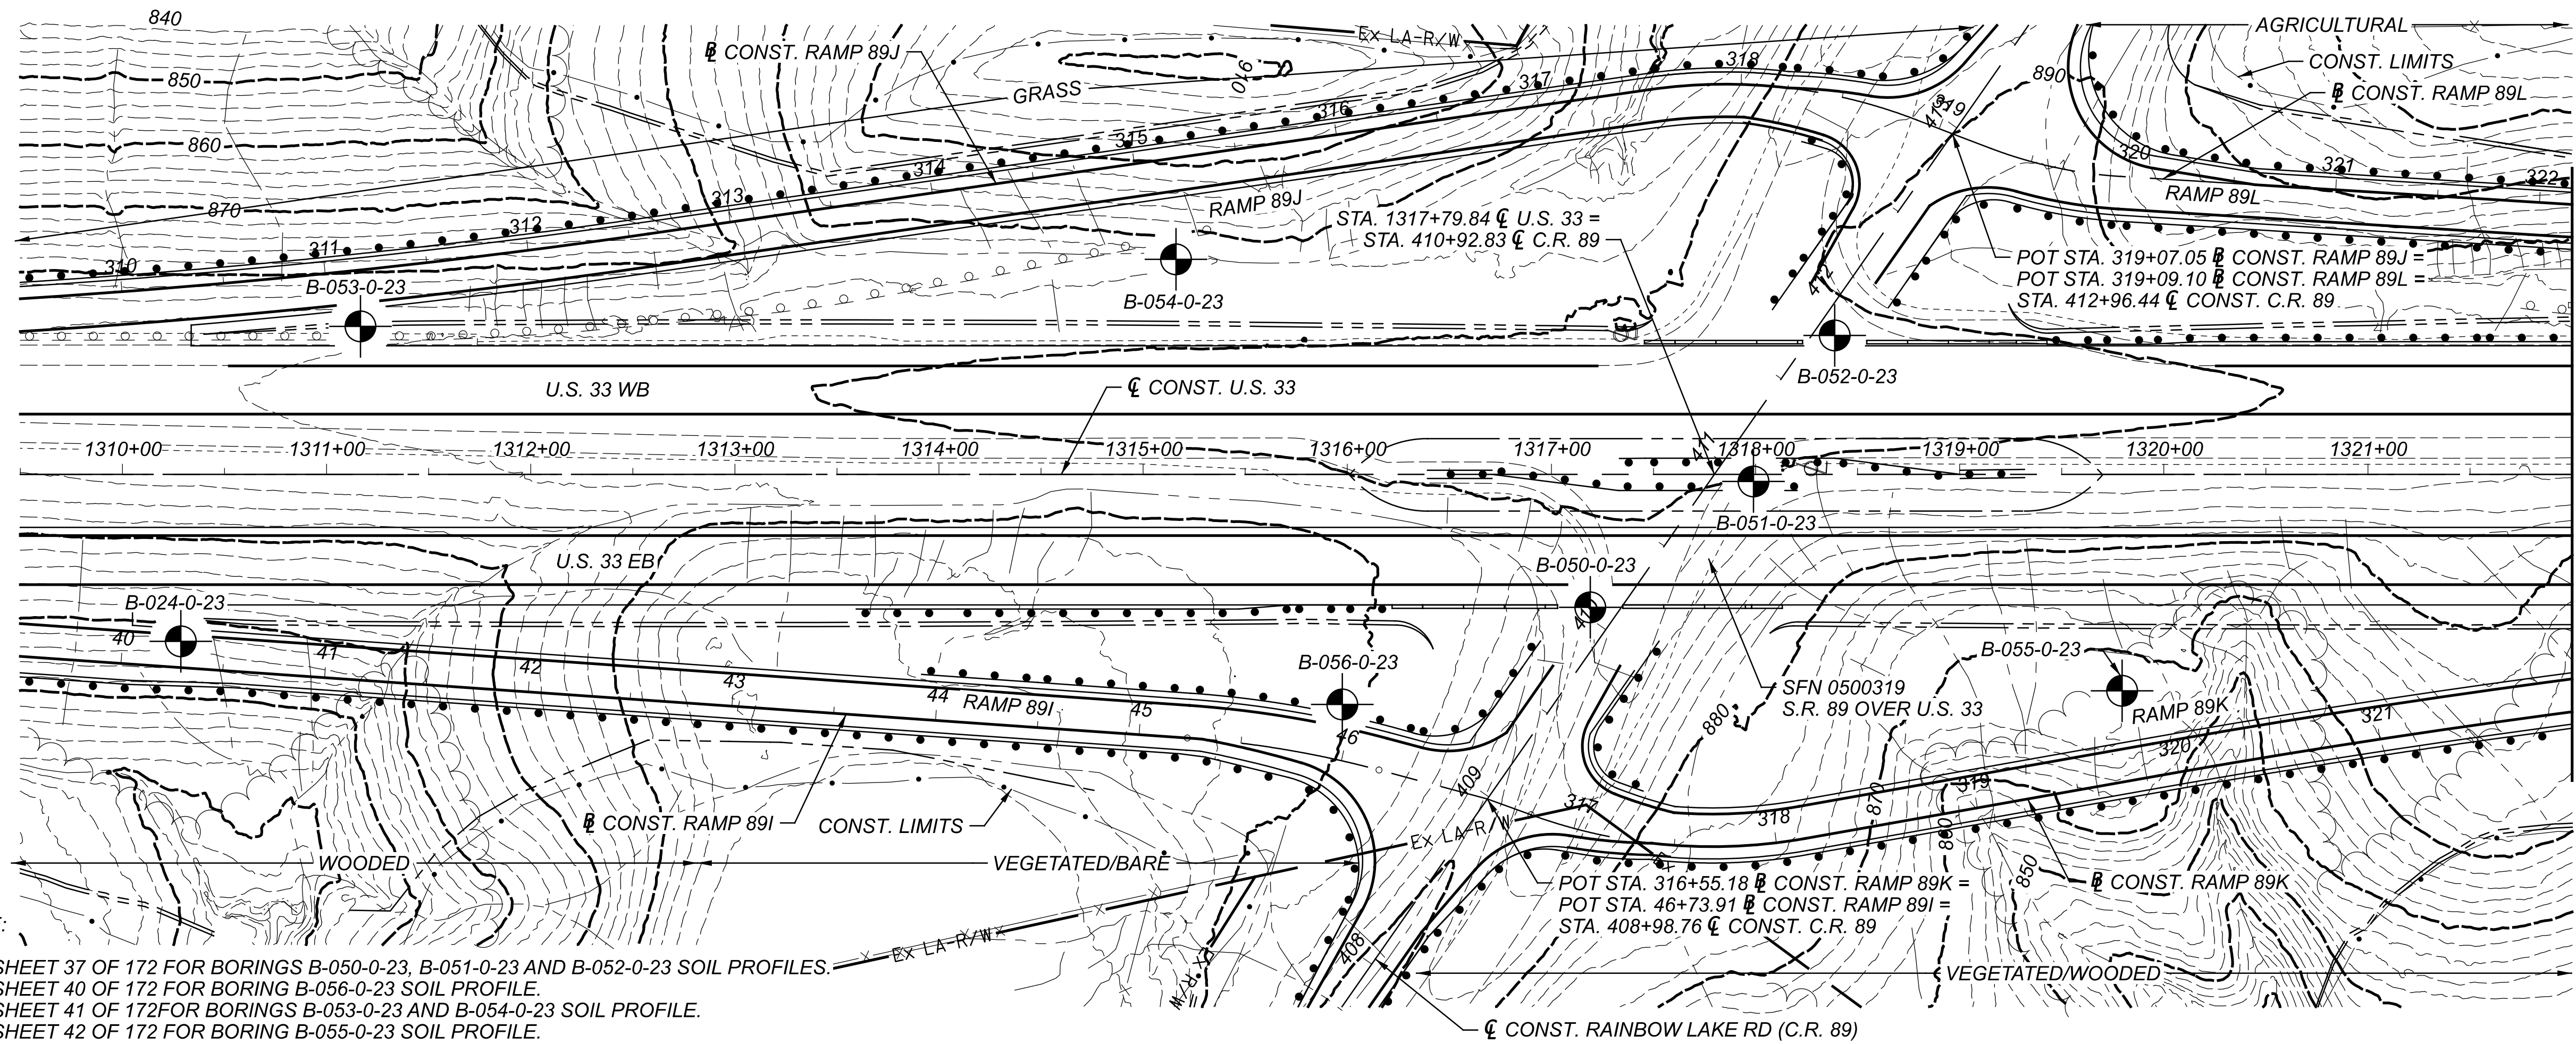 840
850
860
870
℄ CONST. RAMP 89J
GRASS
910
Ex LA-R/W
310
311
312
313
314
315
316
317
318
319
413
890
AGRICULTURAL
CONST. LIMITS
CONST. RAMP 89L
320
321
322
RAMP 89L
RAMP 89J
STA. 1317+79.84 ℄ U.S. 33 =
STA. 410+92.83 ℄ C.R. 89
POT STA. 319+07.05 CONST. RAMP 89J =
POT STA. 319+09.10 CONST. RAMP 89L =
STA. 412+96.44 ℄ CONST. C.R. 89
412
B-053-0-23
B-054-0-23
B-052-0-23
U.S. 33 WB
℄ CONST. U.S. 33
1310+00
1311+00
1312+00
1313+00
1314+00
1315+00
1316+00
1317+00
1318+00
1319+00
1320+00
1321+00
B-051-0-23
U.S. 33 EB
B-050-0-23
B-024-0-23
40
41
42
43
44
45
46
RAMP 89I
B-056-0-23
B-055-0-23
SFN 0500319
S.R. 89 OVER U.S. 33
880
RAMP 89K
317
318
319
320
321
409
408
870
860
850
CONST. RAMP 89I
CONST. LIMITS
WOODED
VEGETATED/BARE
Ex LA-R/W
Ex LA-R/W
EX R/W
POT STA. 316+55.18 CONST. RAMP 89K =
POT STA. 46+73.91 CONST. RAMP 89I =
STA. 408+98.76 ℄ CONST. C.R. 89
CONST. RAMP 89K
VEGETATED/WOODED
℄ CONST. RAINBOW LAKE RD (C.R. 89)
SHEET 37 OF 172 FOR BORINGS B-050-0-23, B-051-0-23 AND B-052-0-23 SOIL PROFILES.
SHEET 40 OF 172 FOR BORING B-056-0-23 SOIL PROFILE.
SHEET 41 OF 172FOR BORINGS B-053-0-23 AND B-054-0-23 SOIL PROFILE.
SHEET 42 OF 172 FOR BORING B-055-0-23 SOIL PROFILE.